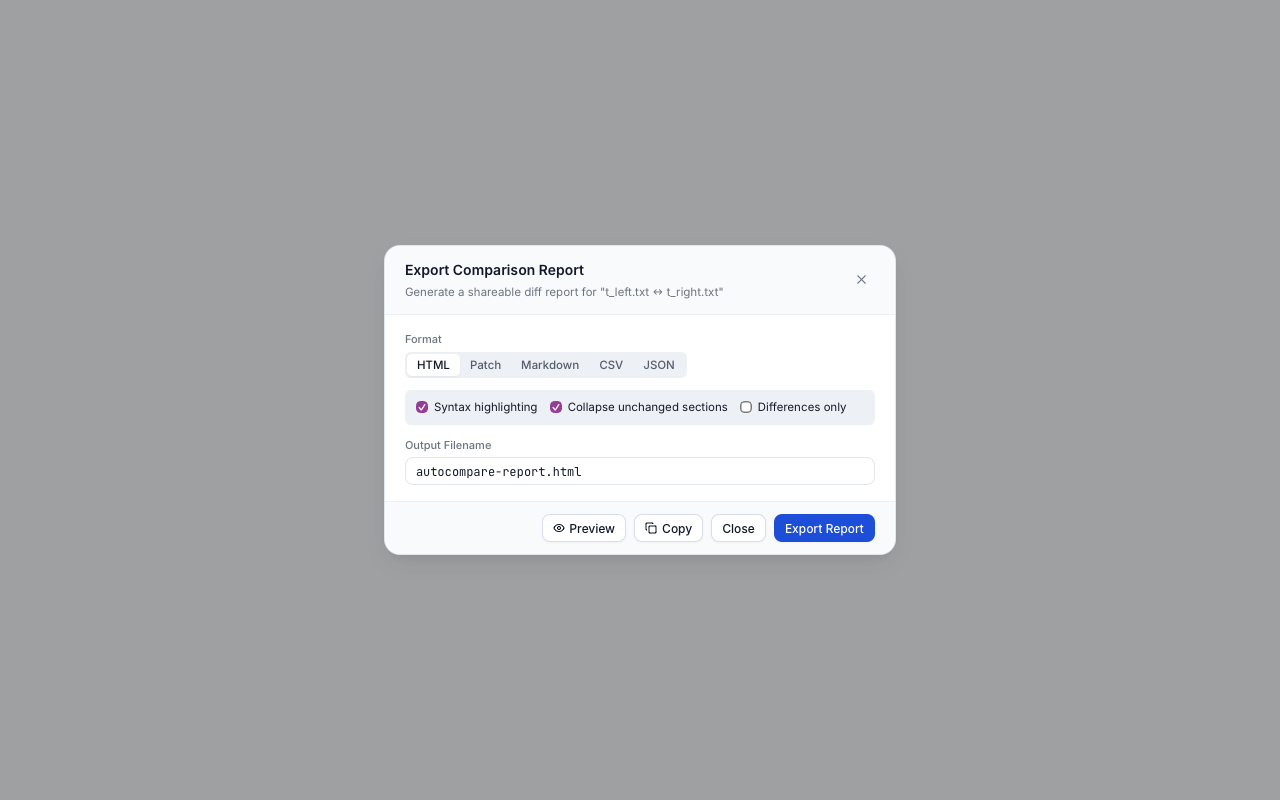 Export Comparison Report
Generate a shareable diff report for "t_left.txt ↔ t_right.txt"
Format
HTML Patch Markdown CSV JSON
Syntax highlighting Collapse unchanged sections Differences only
Output Filename
autocompare-report.html
Preview Copy Close Export Report